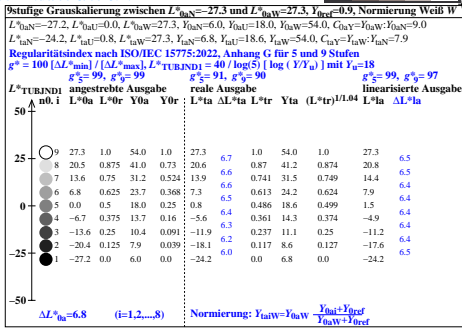 9stufige Grauskalierung zwischen L*0aN=−27.3 und L*0aW=27.3, Y0ref=0.9, Normierung Weiß W
L*0aN=−27.2, L*0aU=0.0, L*0aW=27.3, Y0aN=6.0, Y0aU=18.0, Y0aW=54.0, C0aY=Y0aW:Y0aN=9.0
L*taN=−24.2, L*taU=0.8, L*taW=27.3, YtaN=6.8, YtaU=18.6, YtaW=54.0, CtaY=YtaW:YtaN=7.9
Regularitätsindex nach ISO/IEC 15775:2022, Anhang G für 5 und 9 Stufen
g* = 100 [ΔL*min] / [ΔL*max], L*TUBJND1 = 40 / log(5) [ log ( Y/Yu) ] mit Yu=18
g*5= 99, g*9= 99 g*5= 91, g*9= 90 g*5= 99, g*9= 97
L*TUBJND1 angestrebte Ausgabe reale Ausgabe linearisierte Ausgabe
n0. i L*0a L*0r Y0a Y0r L*ta ΔL*ta L*tr Yta (L*tr)1/1.04 L*la ΔL*la
9 27.3 1.0 54.0 1.0 27.3 1.0 54.0 1.0 27.3
6.7 6.5
8 20.5 0.875 41.0 0.73 20.6 0.87 41.2 0.874 20.8
6.6 6.4
7 13.6 0.75 31.2 0.524 13.9 0.741 31.5 0.749 14.4
6.6 6.4
6 6.8 0.625 23.7 0.368 7.3 0.613 24.2 0.624 7.9
6.5 6.4
5 0.0 0.5 18.0 0.25 0.8 0.486 18.6 0.499 1.5
6.4 6.4
4 −6.7 0.375 13.7 0.16 −5.6 0.361 14.3 0.374 −4.9
6.3 6.3
3 −13.6 0.25 10.4 0.091 −11.9 0.237 11.1 0.25 −11.2
6.2 6.4
2 −20.4 0.125 7.9 0.039 −18.1 0.117 8.6 0.127 −17.6
6.0 6.5
1 −27.2 0.0 6.0 0.0 −24.2 0.0 6.8 0.0 −24.2
50
25
0
−25
−50
ΔL*0a=6.8 (i=1,2,...,8) Normierung: YtaiW=Y0aW (Y0ai+Y0ref)/(Y0aW+Y0ref)